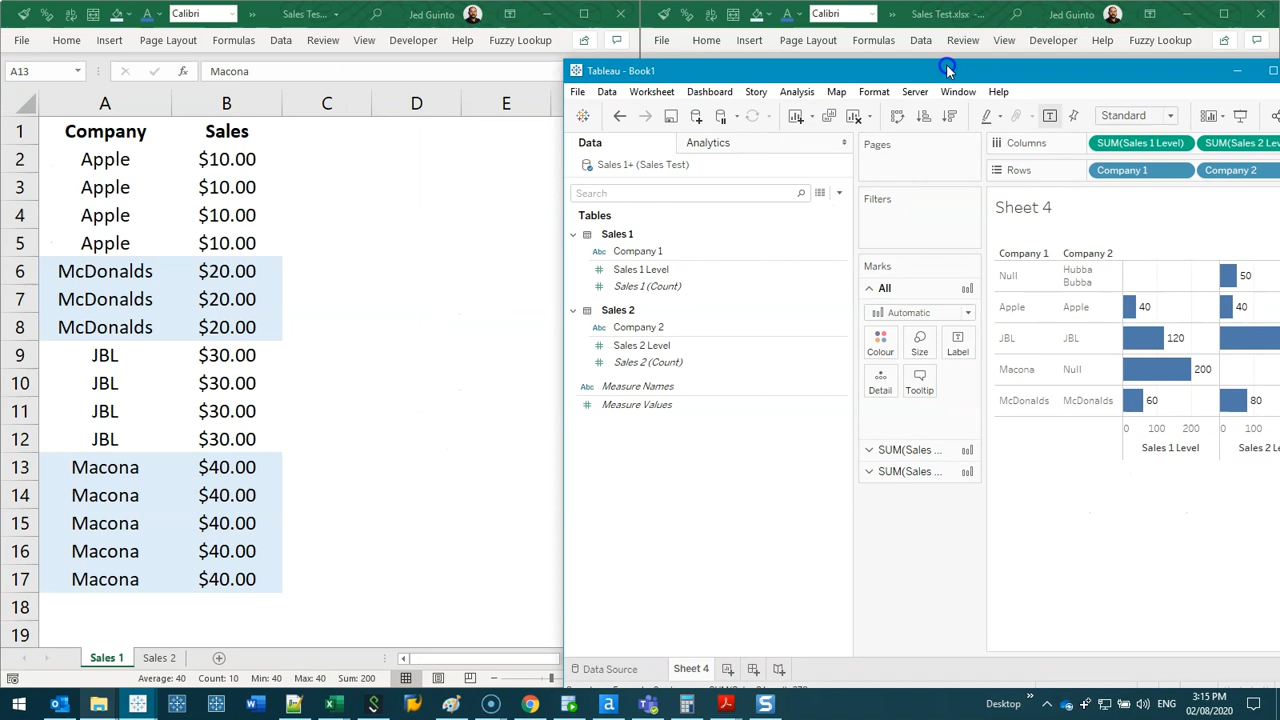 Calibri
Sales Tes...
Jed Guinto
Calibri
Sales Test.xlsx -...
Jed Guinto
File Home Insert Page Layout Formulas Data Review View Developer Fuzzy Lookup
File Home Insert Page Layout Formulas Data Review View Developer Fuzzy Lookup
A13 fx Macona
Tableau - Book1
File Data Worksheet Dashboard Story Analysis Map Format Server Window Help
Standard
A B C D E
1 Company Sales
2 Apple $10.00
3 Apple $10.00
4 Apple $10.00
5 Apple $10.00
6 McDonalds $20.00
7 McDonalds $20.00
8 McDonalds $20.00
9 JBL $30.00
10 JBL $30.00
11 JBL $30.00
12 JBL $30.00
13 Macona $40.00
14 Macona $40.00
15 Macona $40.00
16 Macona $40.00
17 Macona $40.00
18
19
Sales 1 Sales 2
Average: 40 Count: 10 Min: 40 Max: 40 Sum: 200
Data Analytics
Sales 1+ (Sales Test)
Search
Tables
Sales 1
Abc Company 1
# Sales 1 Level
# Sales 1 (Count)
Sales 2
Abc Company 2
# Sales 2 Level
# Sales 2 (Count)
Abc Measure Names
# Measure Values
Pages
Filters
Marks
All
Automatic
Colour Size Label
Detail Tooltip
SUM(Sales ...
SUM(Sales ...
Columns SUM(Sales 1 Level) SUM(Sales 2 Level
Rows Company 1 Company 2
Sheet 4
Company 1 Company 2
Null Hubba Bubba 50
Apple Apple 40 40
JBL JBL 120
Macona Null 200
McDonalds McDonalds 60 80
0 100 200 0 100
Sales 1 Level Sales 2 Le
Data Source Sheet 4
Desktop ENG 3:15 PM
02/08/2020